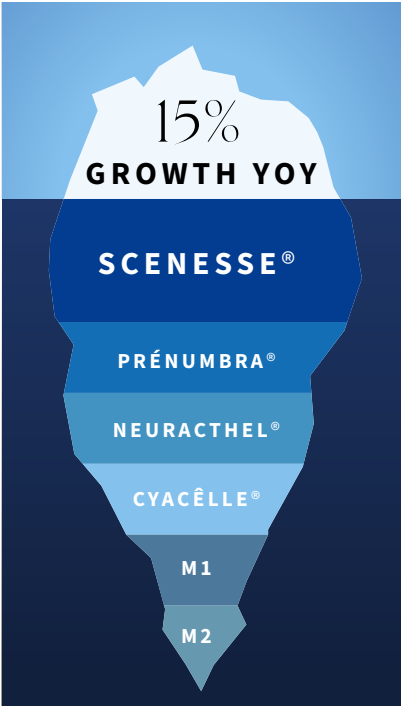 15%
GROWTH YOY
SCENESSE®
PRÉNUMBRA®
NEURACTHEL®
CYACÊLLE®
M1
M2